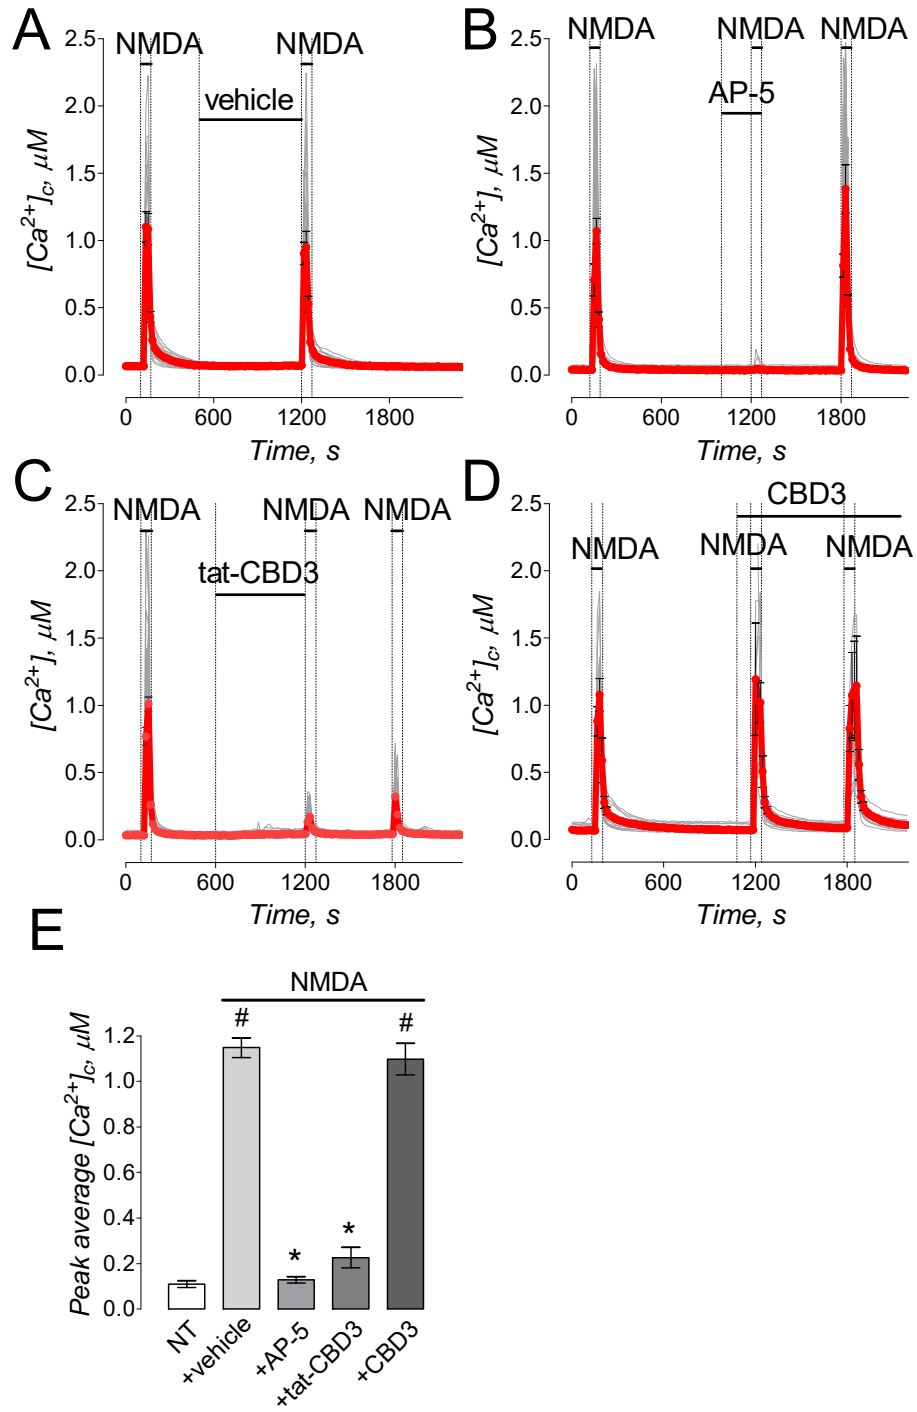 A
NMDA NMDA
vehicle
2.5
2.0
1.5
1.0
0.5
0.0
[Ca²⁺]c, µM
0 600 1200 1800
Time, s
B
NMDA NMDA NMDA
AP-5
2.5
2.0
1.5
1.0
0.5
0.0
[Ca²⁺]c, µM
0 600 1200 1800
Time, s
C
NMDA NMDA NMDA
tat-CBD3
2.5
2.0
1.5
1.0
0.5
0.0
[Ca²⁺], µM
0 600 1200 1800
Time, s
D
CBD3
NMDA NMDA NMDA
2.5
2.0
1.5
1.0
0.5
0.0
[Ca²⁺]c, µM
0 600 1200 1800
Time, s
E
NMDA
# * * #
1.2
1.0
0.8
0.6
0.4
0.2
0.0
Peak average [Ca²⁺]c, µM
NT +vehicle +AP-5 +tat-CBD3 +CBD3